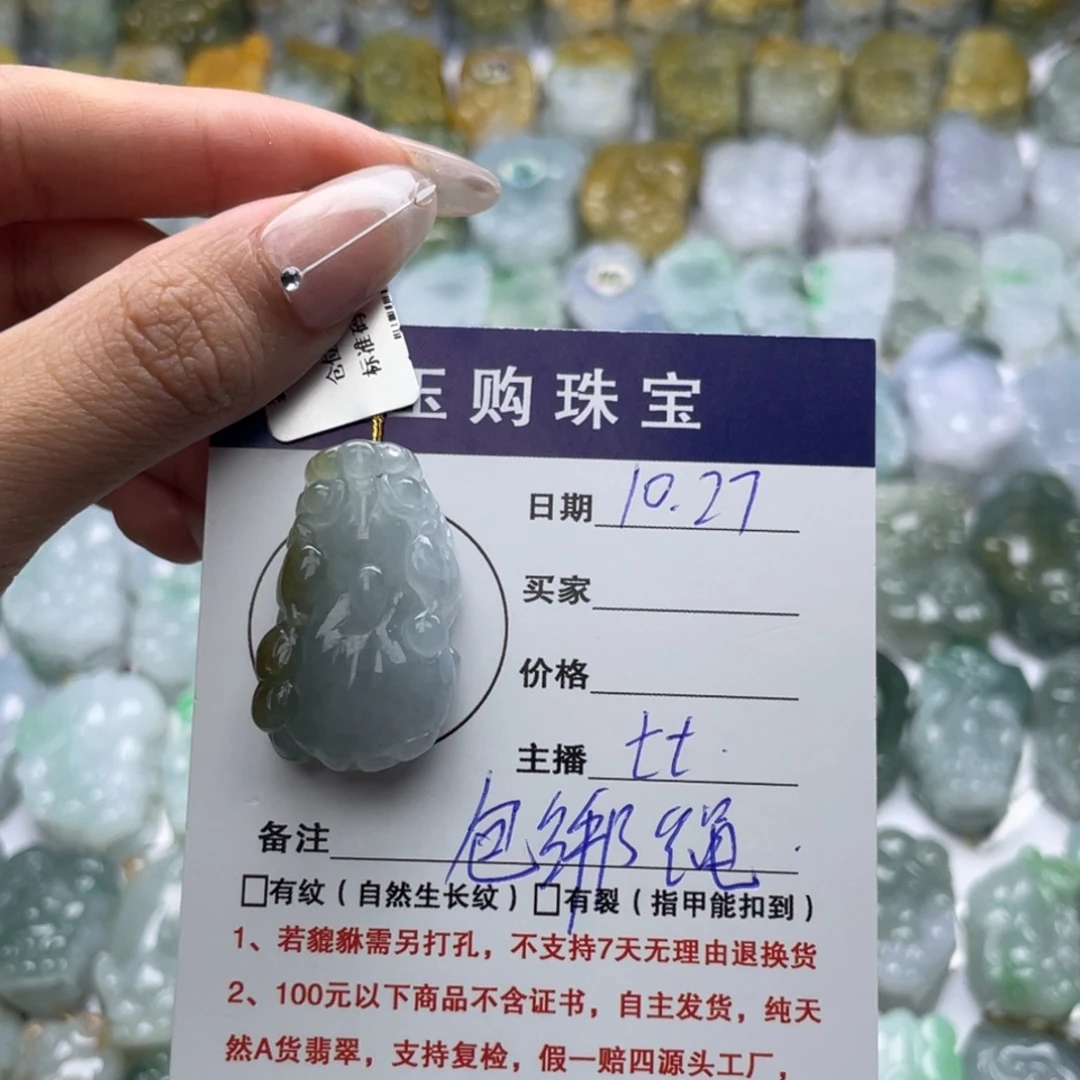 标准
玉购珠宝
日期 10.27
买家
价格
主播 tt.
备注 包绑绳.
□有纹（自然生长纹）□有裂（指甲能扣到）
1、若貔貅需另打孔，不支持7天无理由退换货
2、100元以下商品不含证书，自主发货，纯天
然A货翡翠，支持复检，假一赔四源头工厂，